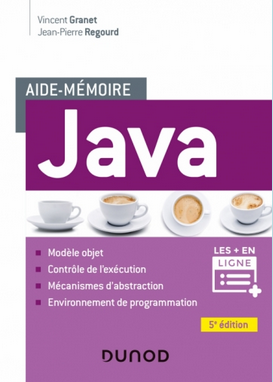 Vincent Granet
Jean-Pierre Regourd
AIDE-MÉMOIRE
Java
Modèle objet
Contrôle de l'exécution
Mécanismes d'abstraction
Environnement de programmation
LES + EN
LIGNE
5e édition
DUNOD